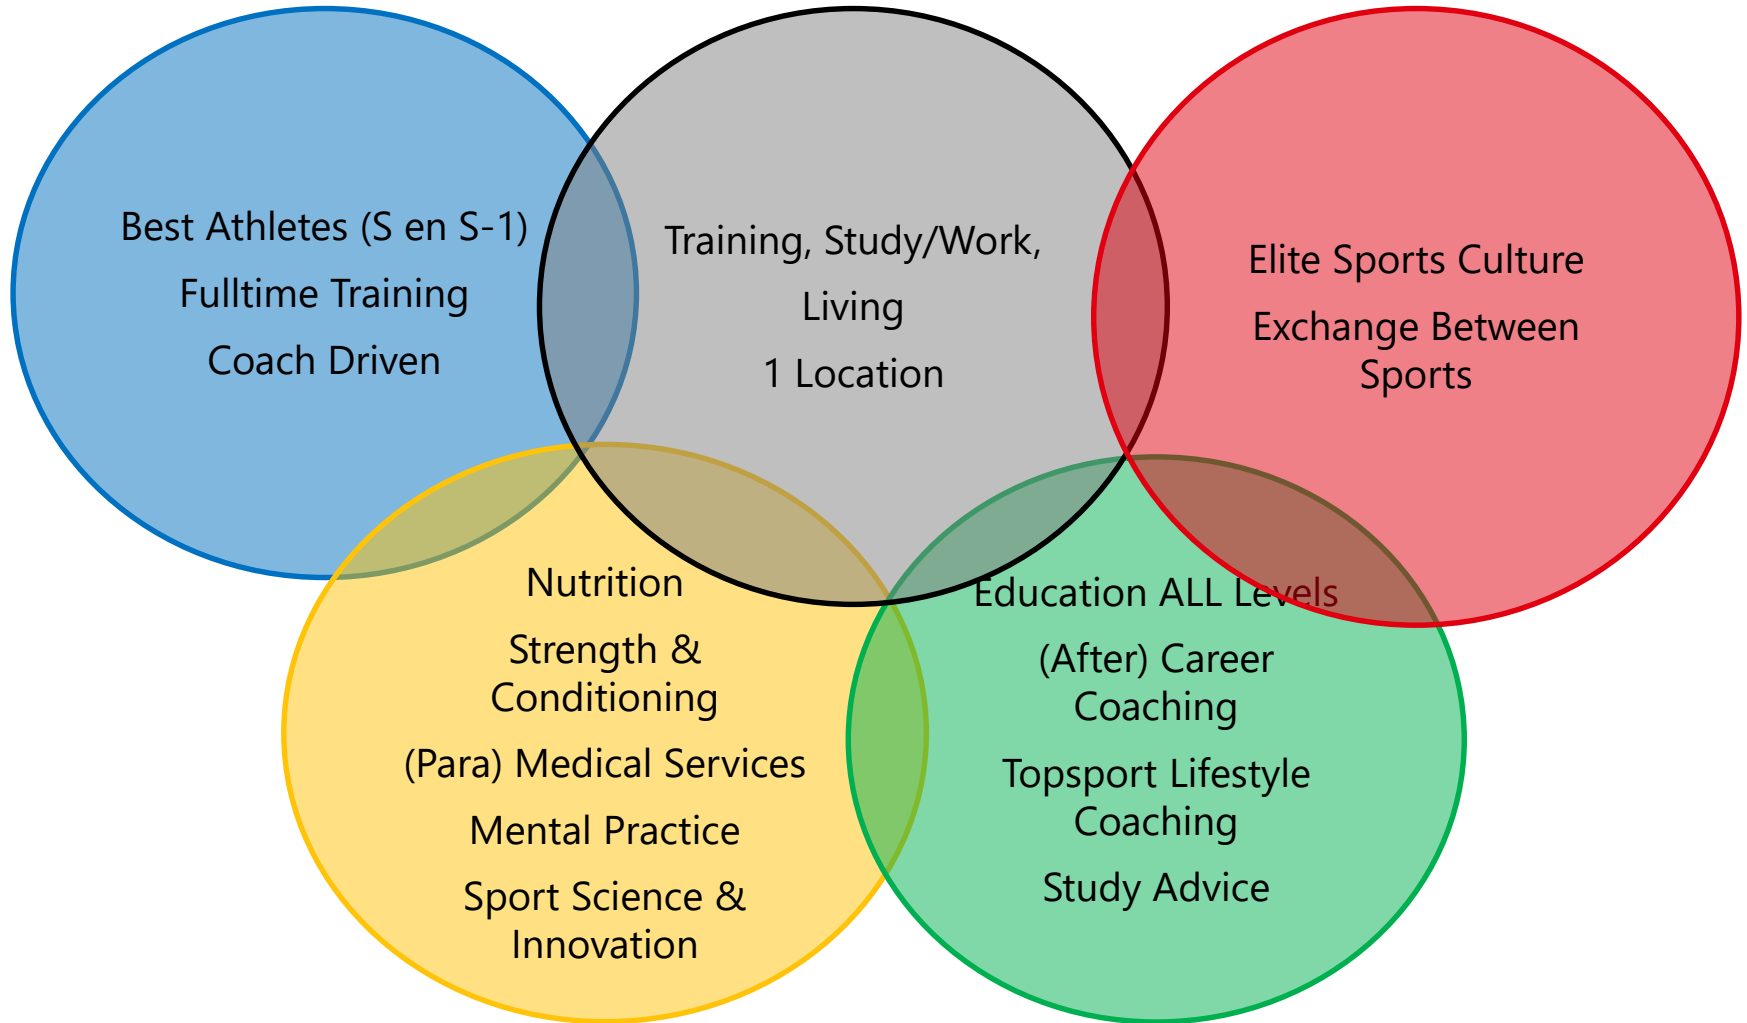 Best Athletes (S en S-1)
Fulltime Training
Coach Driven
Training, Study/Work,
Living
1 Location
Elite Sports Culture
Exchange Between
Sports
Nutrition
Strength &
Conditioning
(Para) Medical Services
Mental Practice
Sport Science &
Innovation
Education ALL Levels
(After) Career
Coaching
Topsport Lifestyle
Coaching
Study Advice